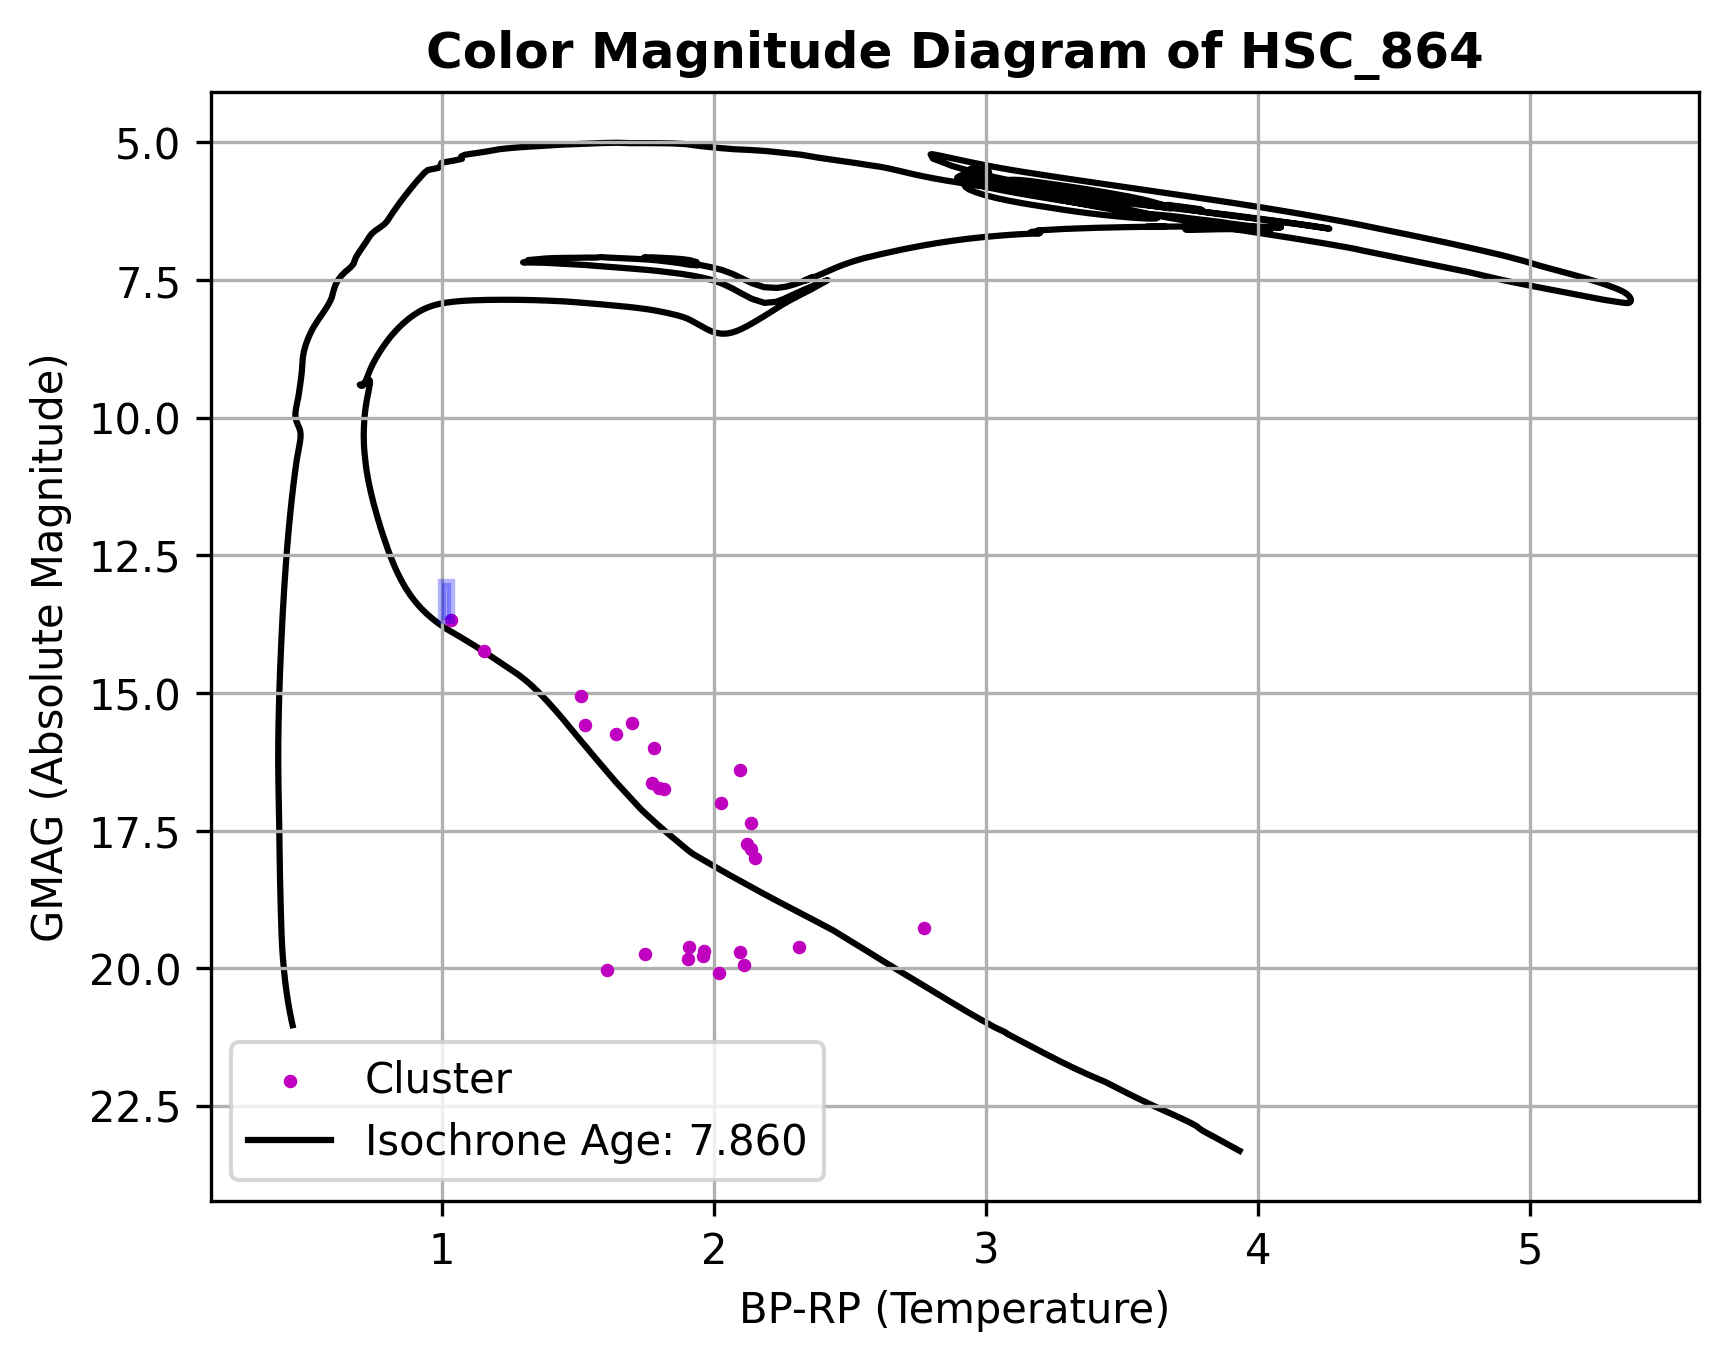 Color Magnitude Diagram of HSC_864
GMAG (Absolute Magnitude)
5.0
7.5
10.0
12.5
15.0
17.5
20.0
22.5
Cluster
Isochrone Age: 7.860
1 2 3 4 5
BP-RP (Temperature)